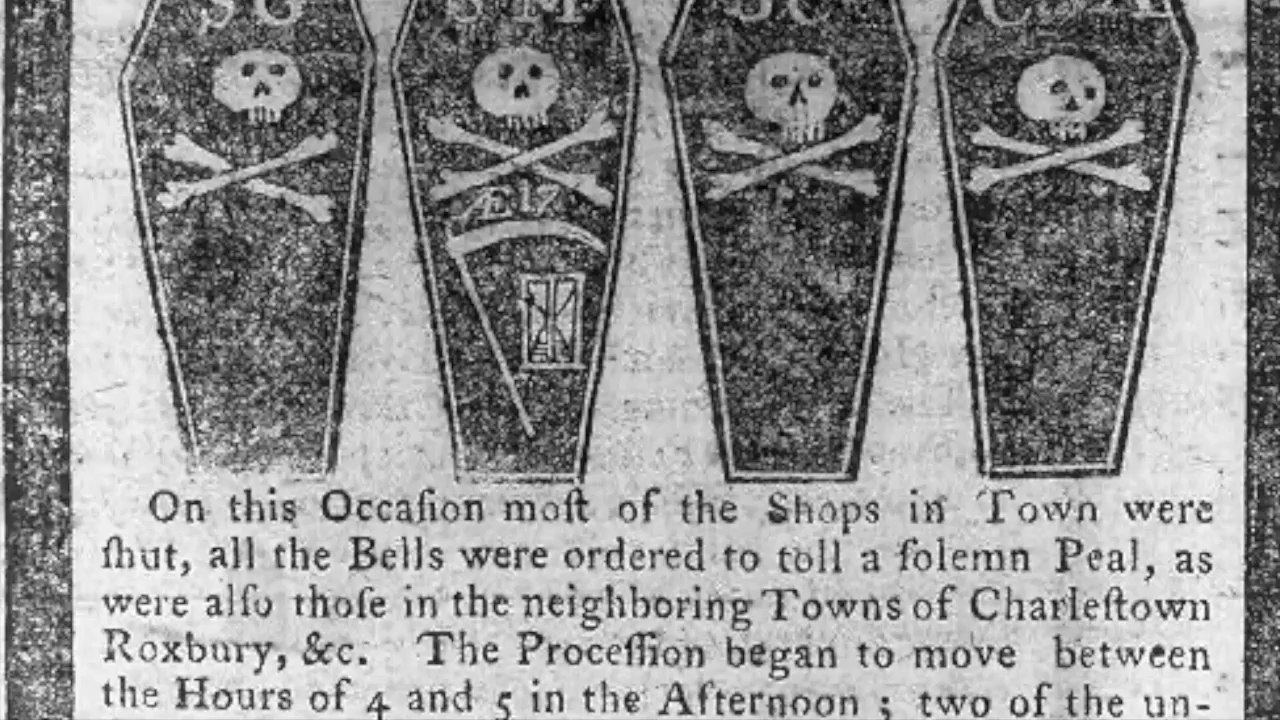 S G
S M
J C
C A
Æ 17
On this Occaſion moſt of the Shops in Town were
ſhut, all the Bells were ordered to toll a ſolemn Peal, as
were alſo thoſe in the neighboring Towns of Charleſtown
Roxbury, &c. The Proceſſion began to move between
the Hours of 4 and 5 in the Afternoon ; two of the un-